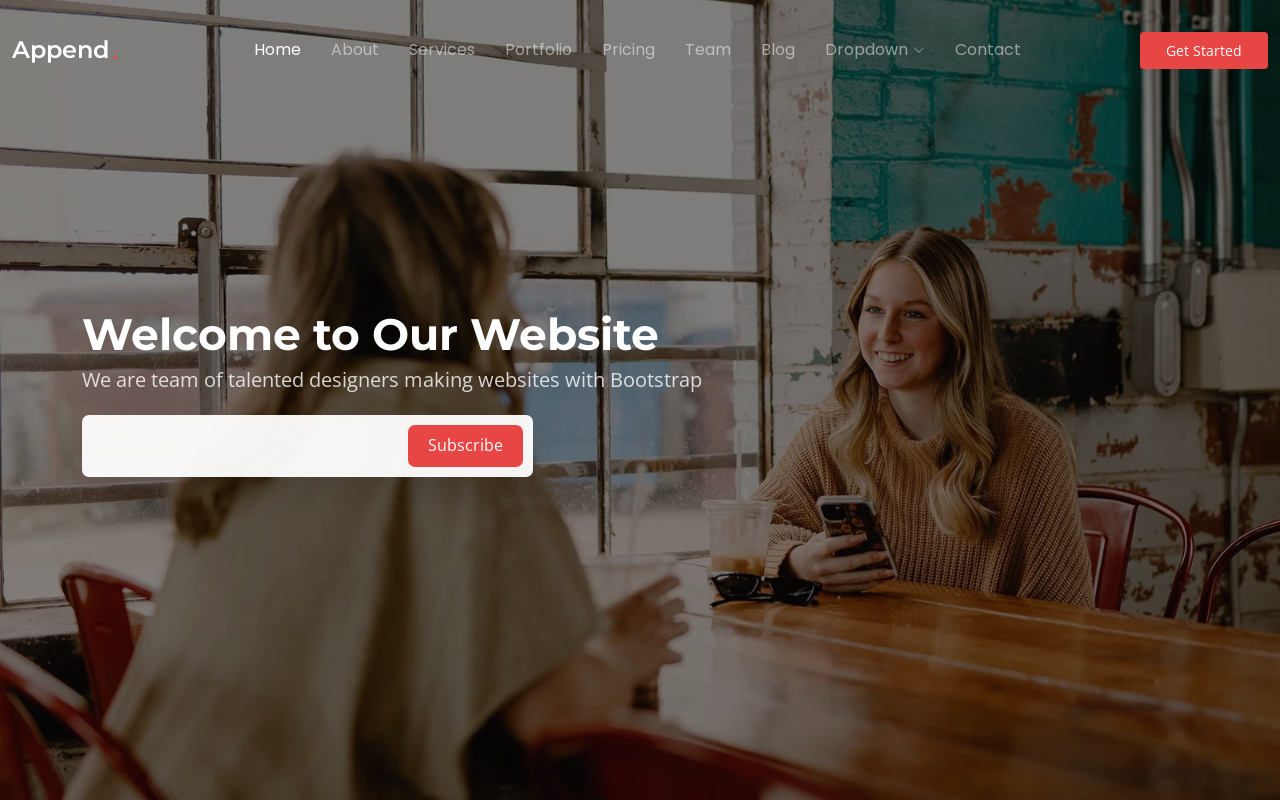 Append.
Home
About
Services
Portfolio
Pricing
Team
Blog
Dropdown
Contact
Get Started
Welcome to Our Website
We are team of talented designers making websites with Bootstrap
Subscribe